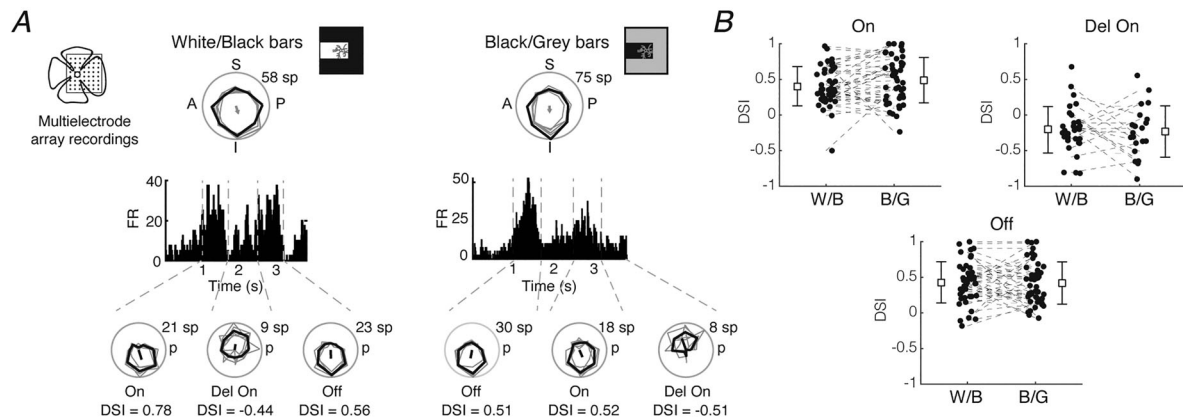 A
White/Black bars
Black/Grey bars
B
On
Del On
58 sp
75 sp
S
A
P
I
S
A
P
I
Multielectrode
array recordings
40
20
0
FR
1 2 3
Time (s)
50
25
0
FR
1 2 3
Time (s)
21 sp
9 sp
23 sp
p
p
30 sp
18 sp
8 sp
p
p
On
Del On
Off
DSI = 0.78 DSI = -0.44 DSI = 0.56
Off
On
Del On
DSI = 0.51 DSI = 0.52 DSI = -0.51
1
0.5
0
-0.5
-1
DSI
W/B B/G
1
0.5
0
-0.5
-1
DSI
W/B B/G
Off
1
0.5
0
-0.5
-1
DSI
W/B B/G